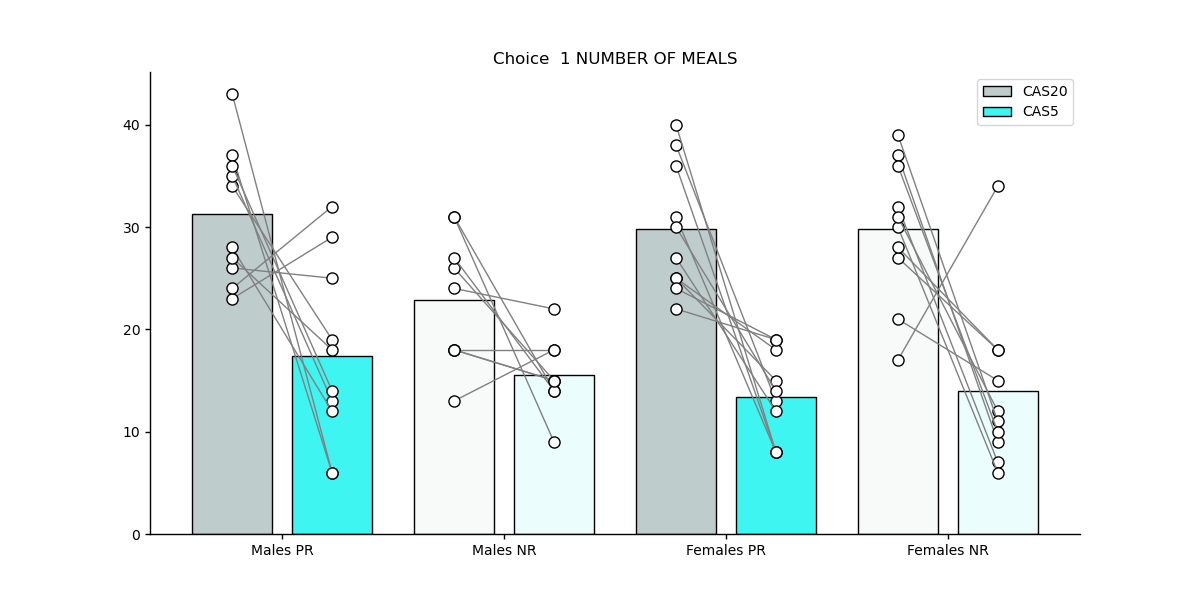 Choice  1 NUMBER OF MEALS
CAS20
CAS5
40
30
20
10
0
Males PR
Males NR
Females PR
Females NR